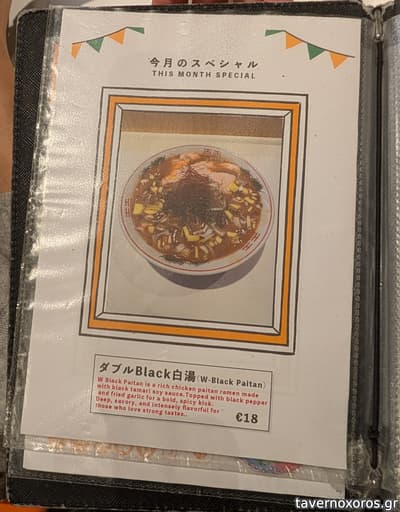 今月のスペシャル
THIS MONTH SPECIAL
ダブルBlack白湯 (W-Black Paitan)
W Black Paitan is a rich chicken paitan ramen made
with black tamari soy sauce. Topped with black pepper
and fried garlic for a bold, spicy kick.
Deep, savory, and intensely flavorful for
those who love strong tastes.
€18
tavernoxoros.gr